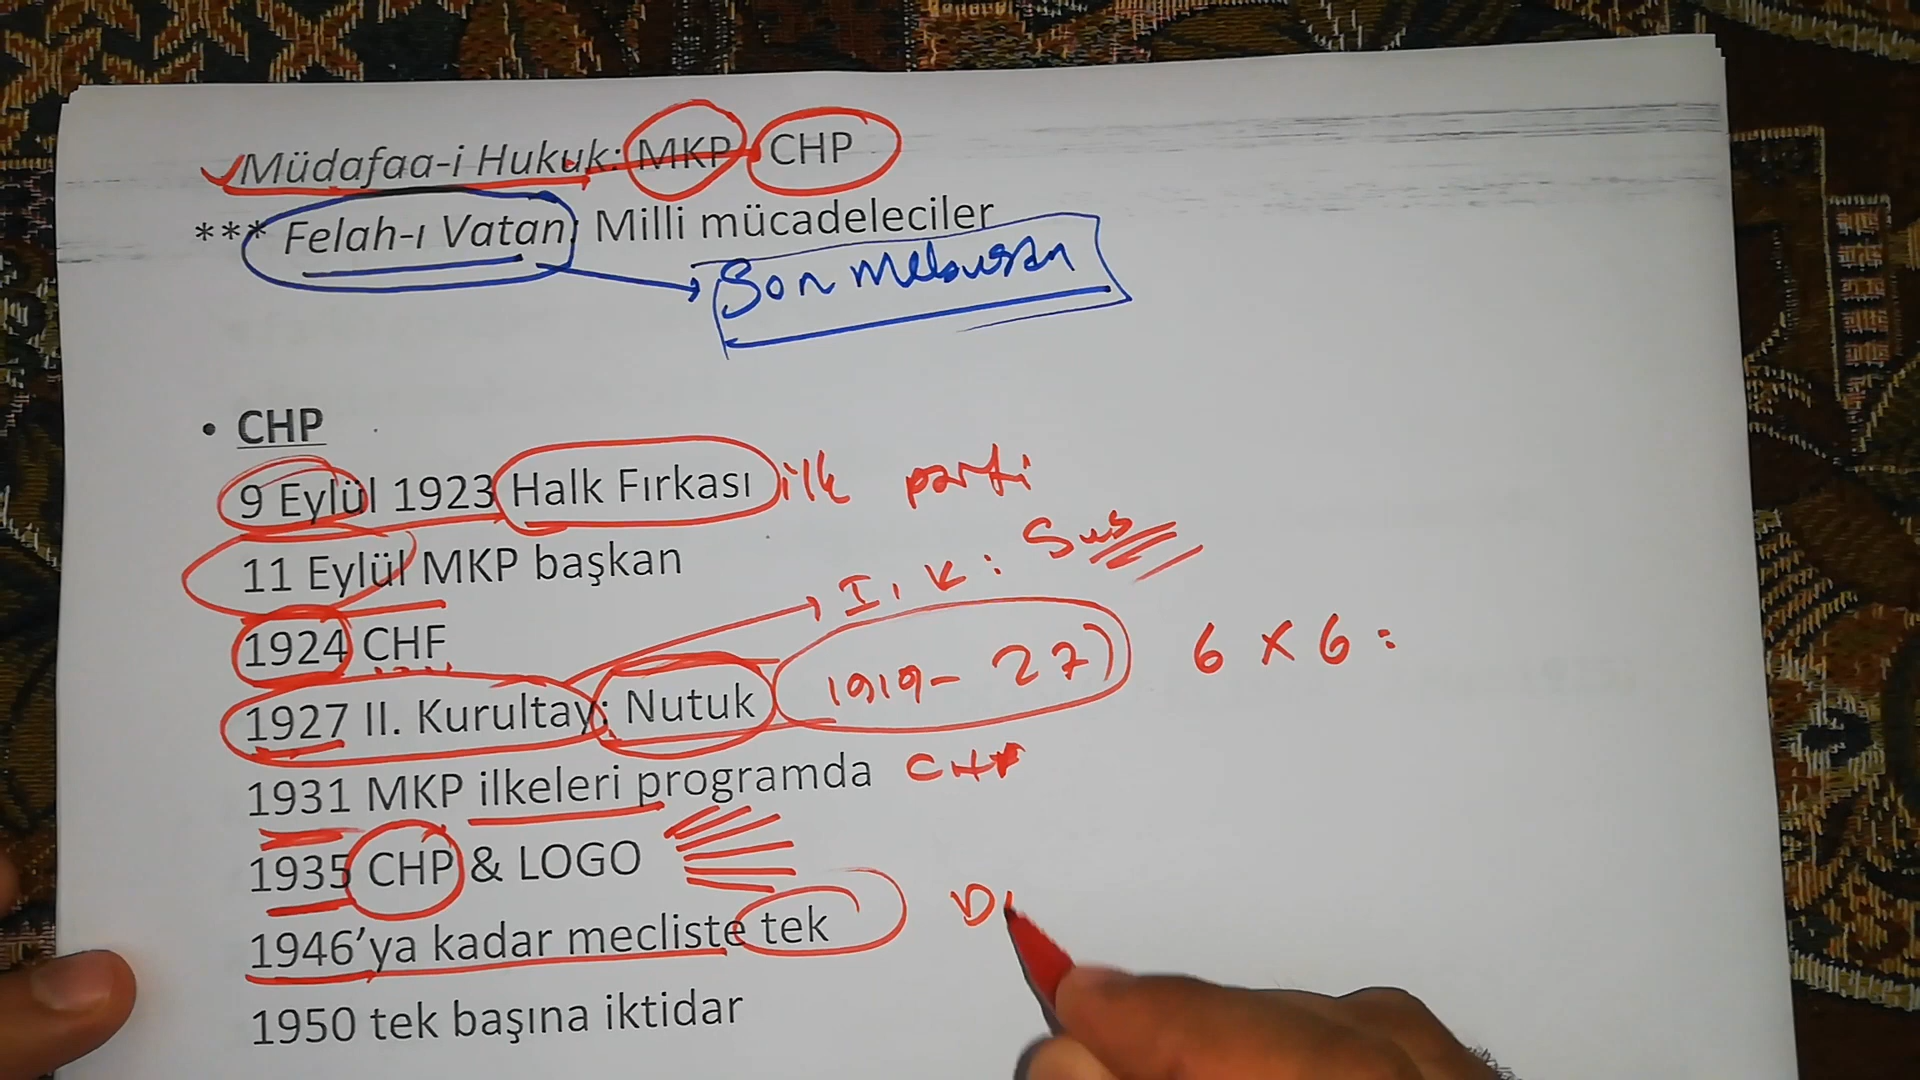 Müdafaa-i Hukuk: MKP CHP
*** Felah-ı Vatan: Milli mücadeleciler
Son Mebusan
• CHP
9 Eylül 1923 Halk Fırkası ilk parti
11 Eylül MKP başkan
I. K: Sivas
1924 CHF
1927 II. Kurultay: Nutuk 1919-27) 6 x 6:
1931 MKP ilkeleri programda CHP
1935 CHP & LOGO
1946'ya kadar mecliste tek
1950 tek başına iktidar